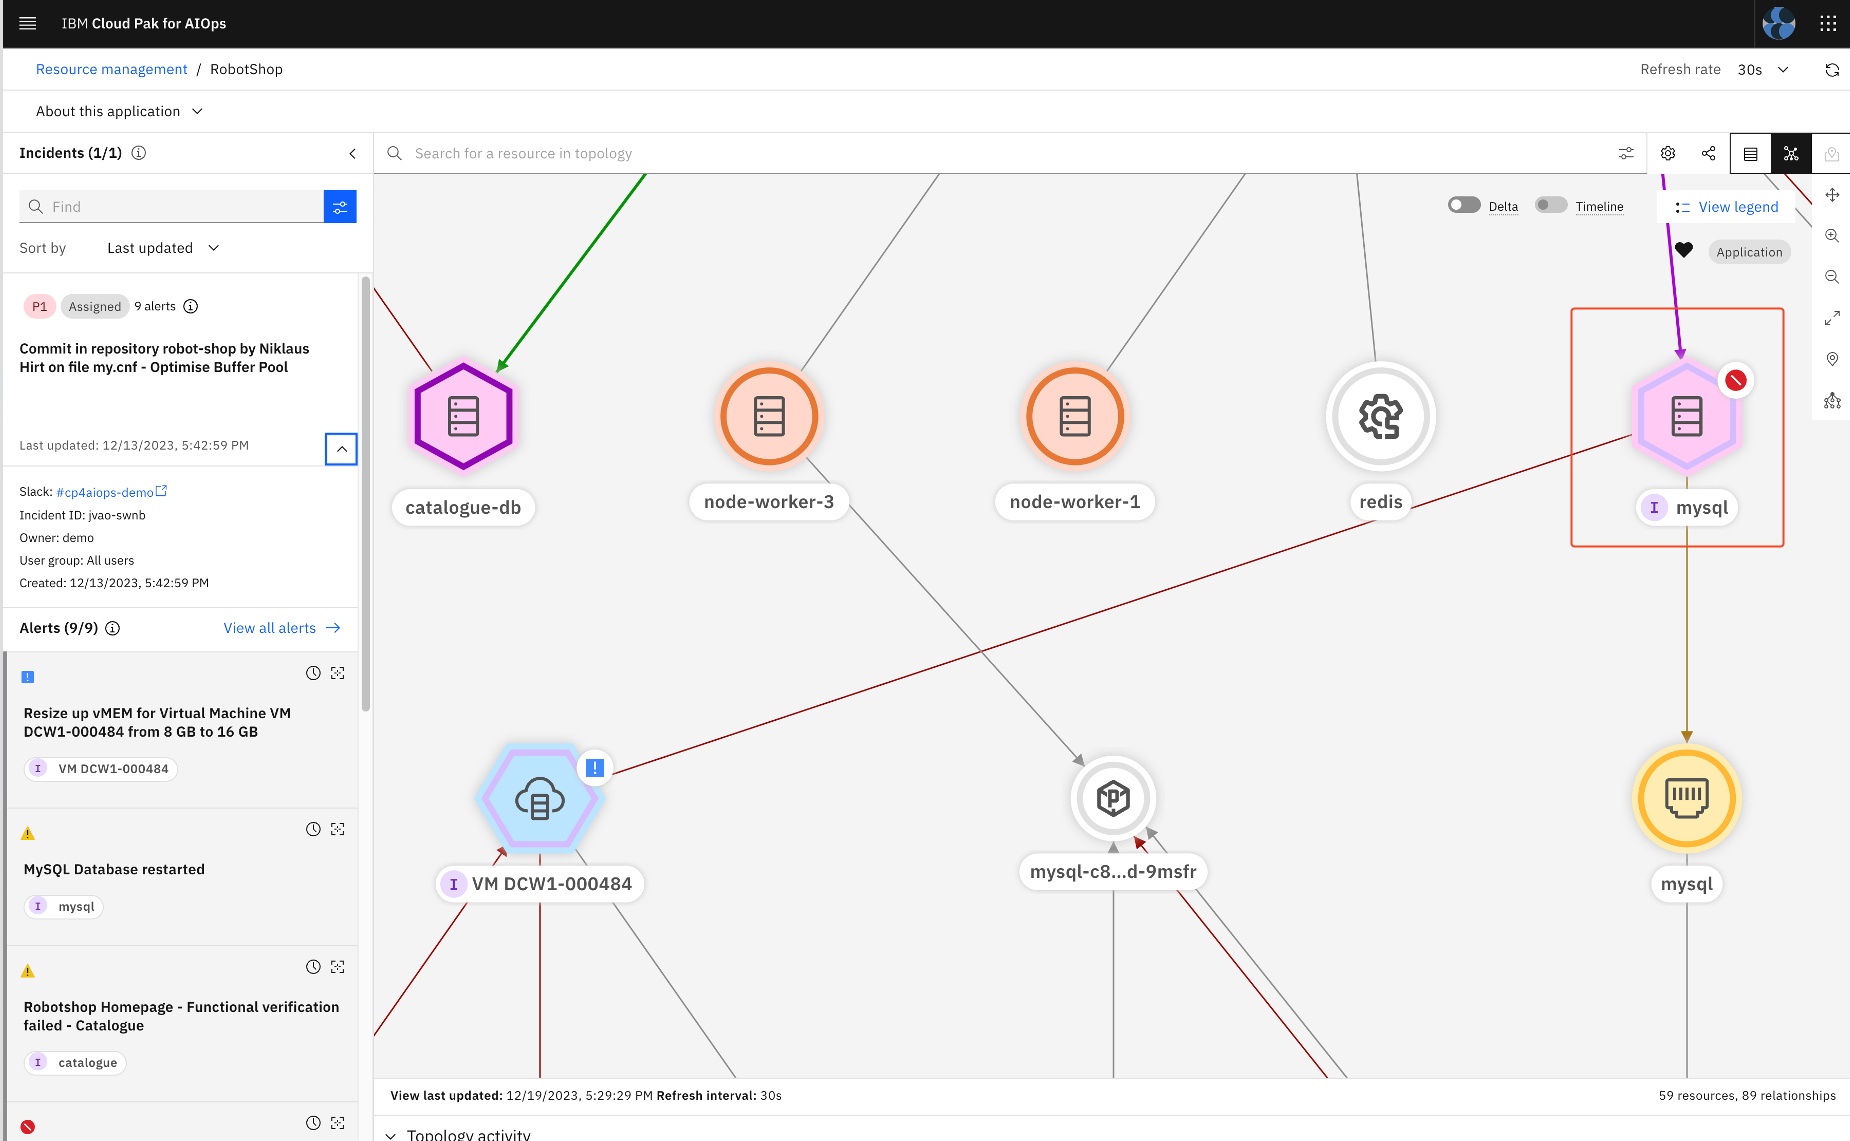 IBM Cloud Pak for AIOps
Resource management / RobotShop
Refresh rate 30s
About this application
Incidents (1/1)
Search for a resource in topology
Find
Sort by Last updated
Delta
Timeline
View legend
Application
P1 Assigned 9 alerts
Commit in repository robot-shop by Niklaus
Hirt on file my.cnf - Optimise Buffer Pool
Last updated: 12/13/2023, 5:42:59 PM
Slack: #cp4aiops-demo
Incident ID: jvao-swnb
Owner: demo
User group: All users
Created: 12/13/2023, 5:42:59 PM
Alerts (9/9)
View all alerts
Resize up vMEM for Virtual Machine VM
DCW1-000484 from 8 GB to 16 GB
I VM DCW1-000484
MySQL Database restarted
I mysql
Robotshop Homepage - Functional verification
failed - Catalogue
I catalogue
catalogue-db
node-worker-3
node-worker-1
redis
I mysql
I VM DCW1-000484
P
mysql-c8...d-9msfr
mysql
View last updated: 12/19/2023, 5:29:29 PM Refresh interval: 30s
59 resources, 89 relationships
Topology activity